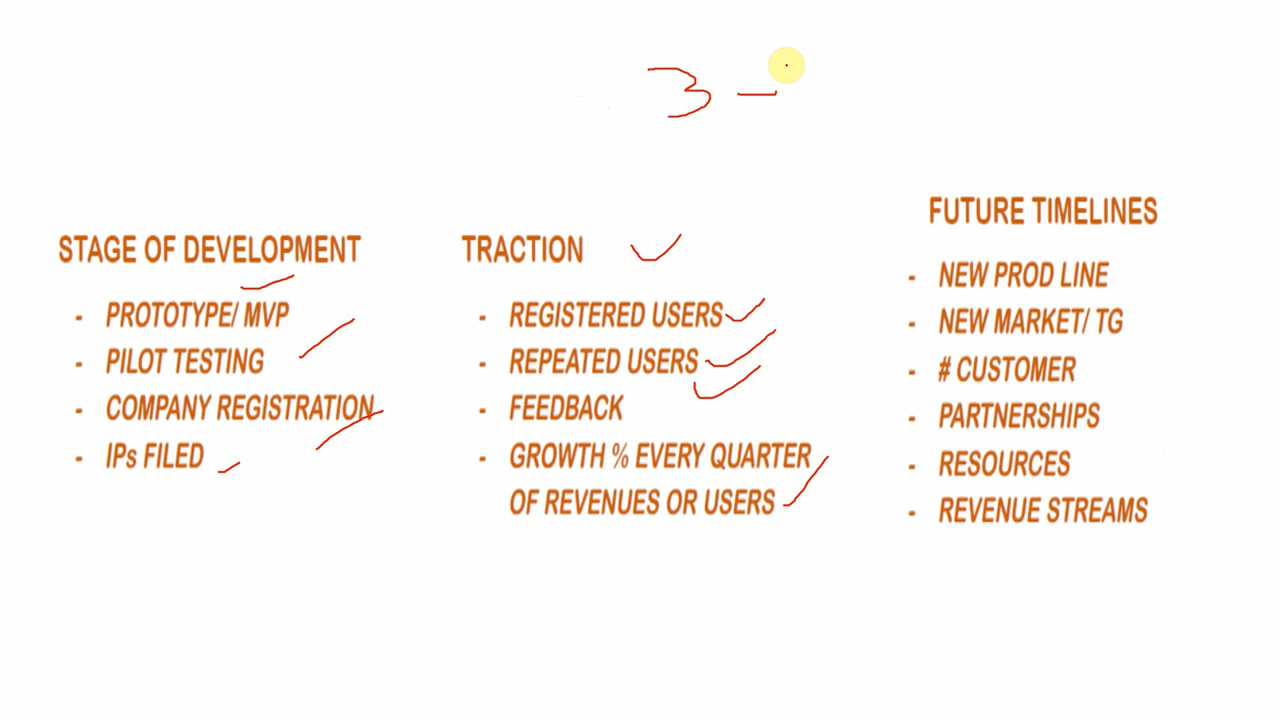 3 -
STAGE OF DEVELOPMENT
- PROTOTYPE/ MVP
- PILOT TESTING
- COMPANY REGISTRATION
- IPs FILED
TRACTION
- REGISTERED USERS
- REPEATED USERS
- FEEDBACK
- GROWTH % EVERY QUARTER
OF REVENUES OR USERS
FUTURE TIMELINES
- NEW PROD LINE
- NEW MARKET/ TG
- # CUSTOMER
- PARTNERSHIPS
- RESOURCES
- REVENUE STREAMS